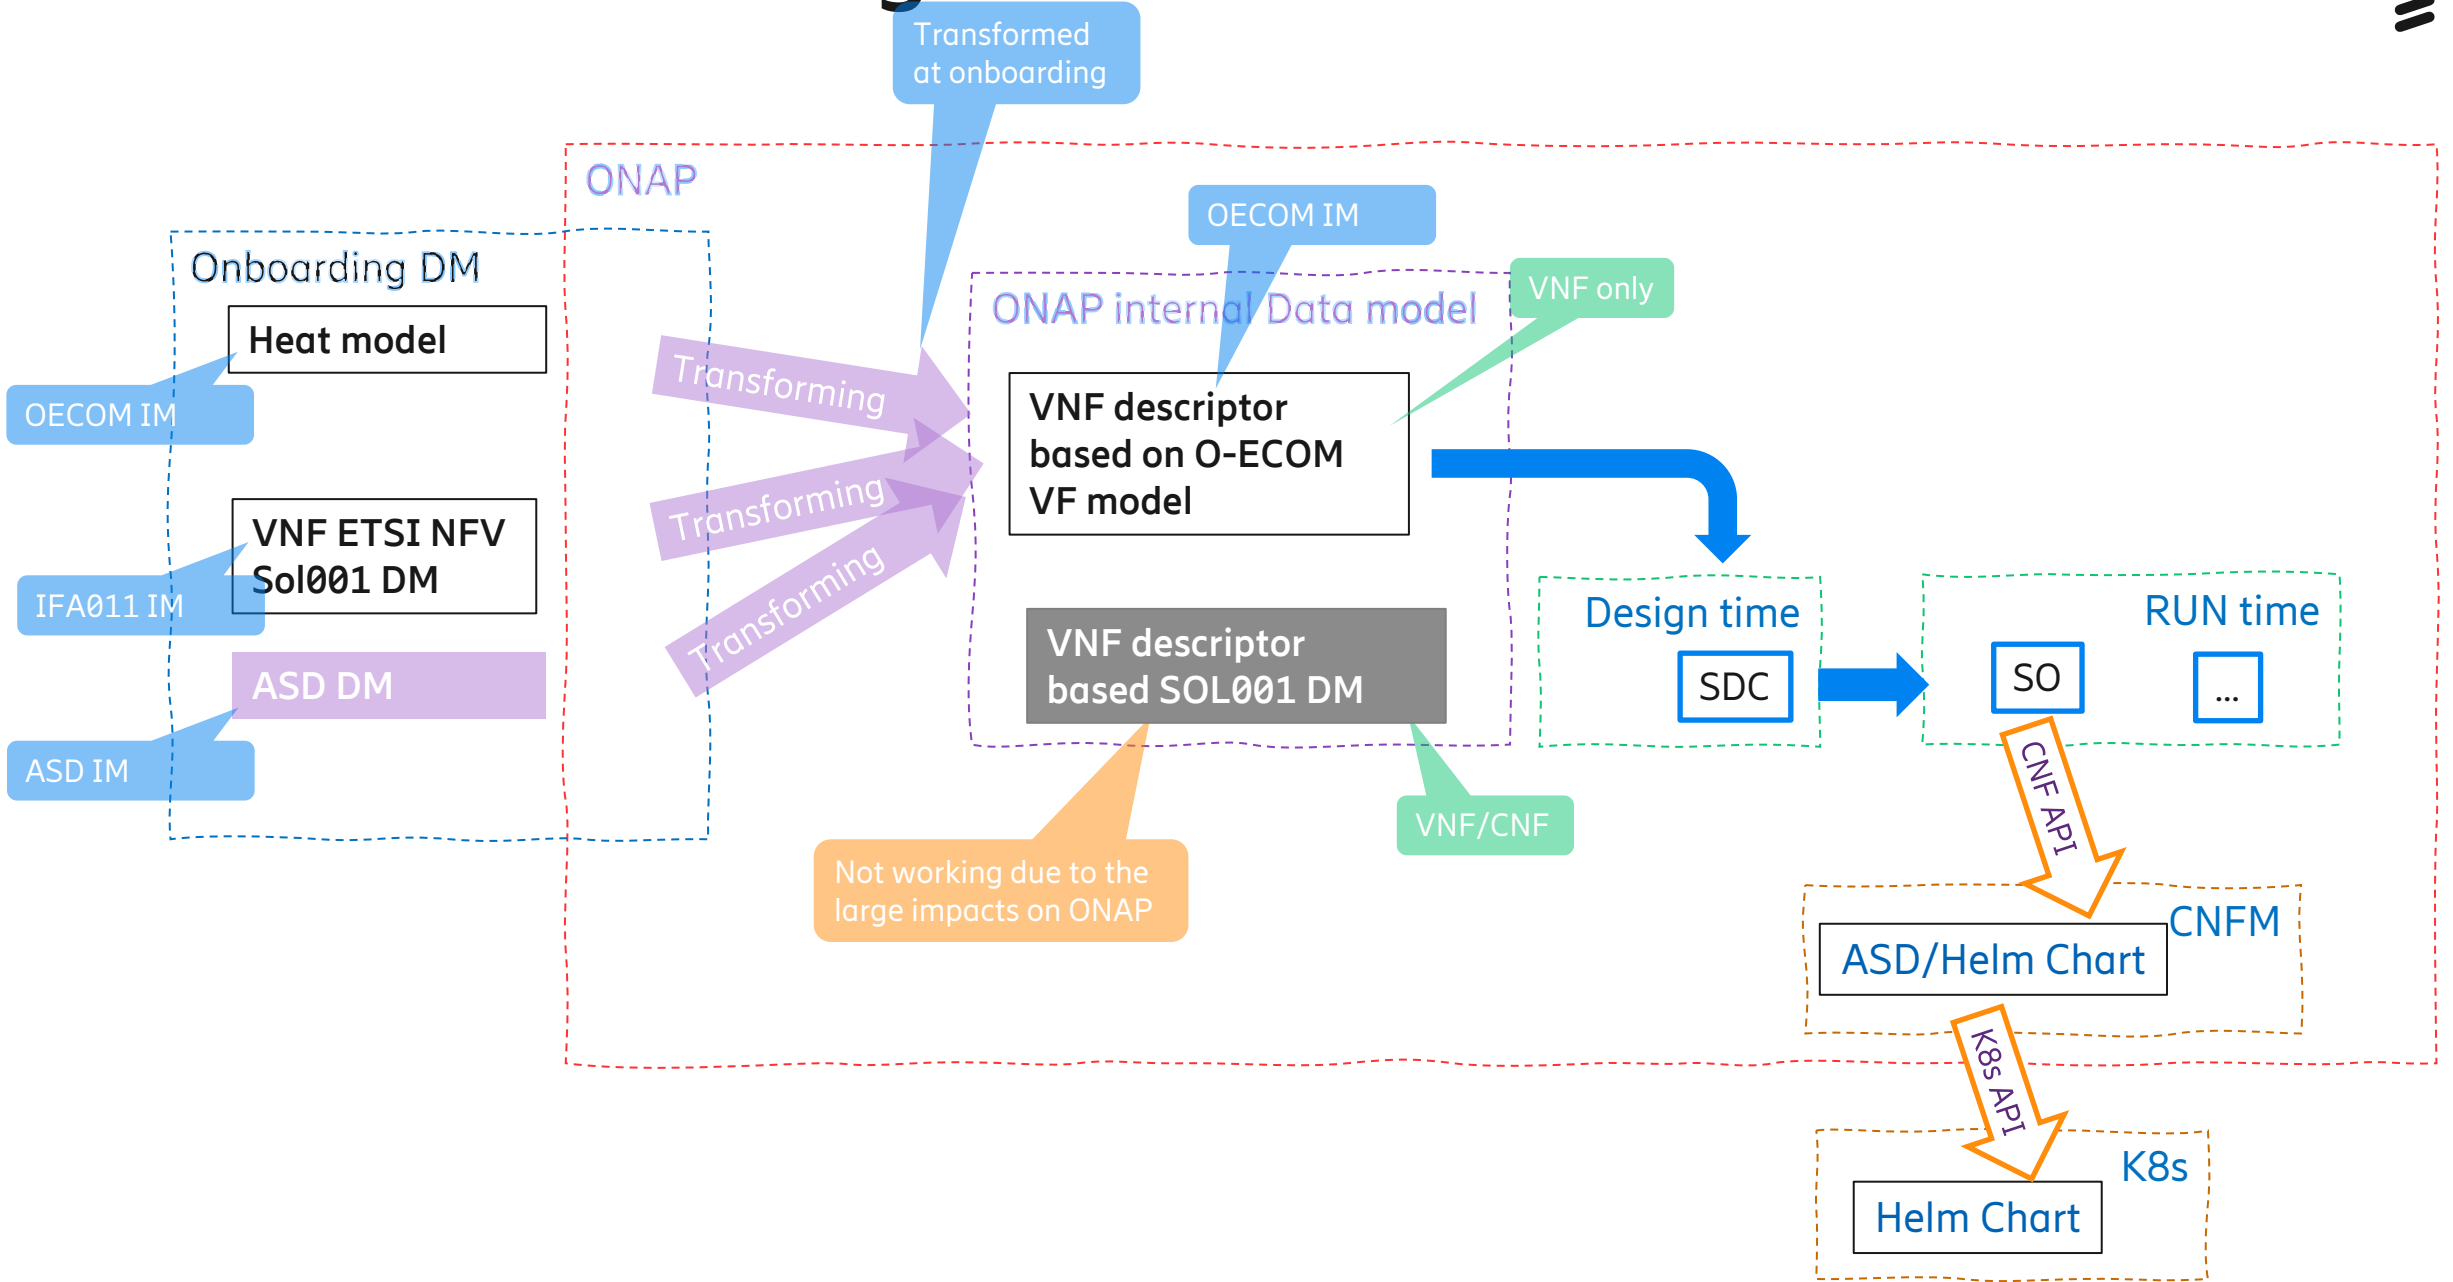 Transformed
at onboarding
ONAP
OECOM IM
Onboarding DM
VNF only
ONAP internal Data model
Heat model
OECOM IM
Transforming
VNF descriptor
based on O-ECOM
VF model
VNF ETSI NFV
Sol001 DM
IFA011 IM
Transforming
Transforming
ASD DM
ASD IM
VNF descriptor
based SOL001 DM
Design time
SDC
RUN time
SO
...
VNF/CNF
Not working due to the
large impacts on ONAP
CNF API
CNFM
ASD/Helm Chart
K8s API
K8s
Helm Chart